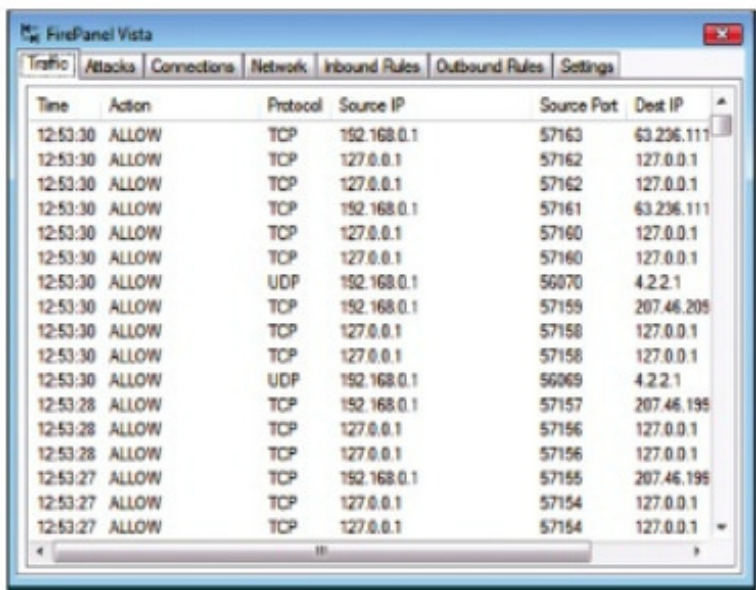 FirePanel Vista
Traffic Attacks Connections Network Inbound Rules Outbound Rules Settings
Time Action Protocol Source IP Source Port Dest IP
12:53:30 ALLOW TCP 192.168.0.1 57163 63.236.111
12:53:30 ALLOW TCP 127.0.0.1 57162 127.0.0.1
12:53:30 ALLOW TCP 127.0.0.1 57162 127.0.0.1
12:53:30 ALLOW TCP 192.168.0.1 57161 63.236.111
12:53:30 ALLOW TCP 127.0.0.1 57160 127.0.0.1
12:53:30 ALLOW TCP 127.0.0.1 57160 127.0.0.1
12:53:30 ALLOW UDP 192.168.0.1 56070 4.2.2.1
12:53:30 ALLOW TCP 192.168.0.1 57159 207.46.209
12:53:30 ALLOW TCP 127.0.0.1 57158 127.0.0.1
12:53:30 ALLOW TCP 127.0.0.1 57158 127.0.0.1
12:53:30 ALLOW UDP 192.168.0.1 56069 4.2.2.1
12:53:28 ALLOW TCP 192.168.0.1 57157 207.46.199
12:53:28 ALLOW TCP 127.0.0.1 57156 127.0.0.1
12:53:28 ALLOW TCP 127.0.0.1 57156 127.0.0.1
12:53:27 ALLOW TCP 192.168.0.1 57155 207.46.199
12:53:27 ALLOW TCP 127.0.0.1 57154 127.0.0.1
12:53:27 ALLOW TCP 127.0.0.1 57154 127.0.0.1